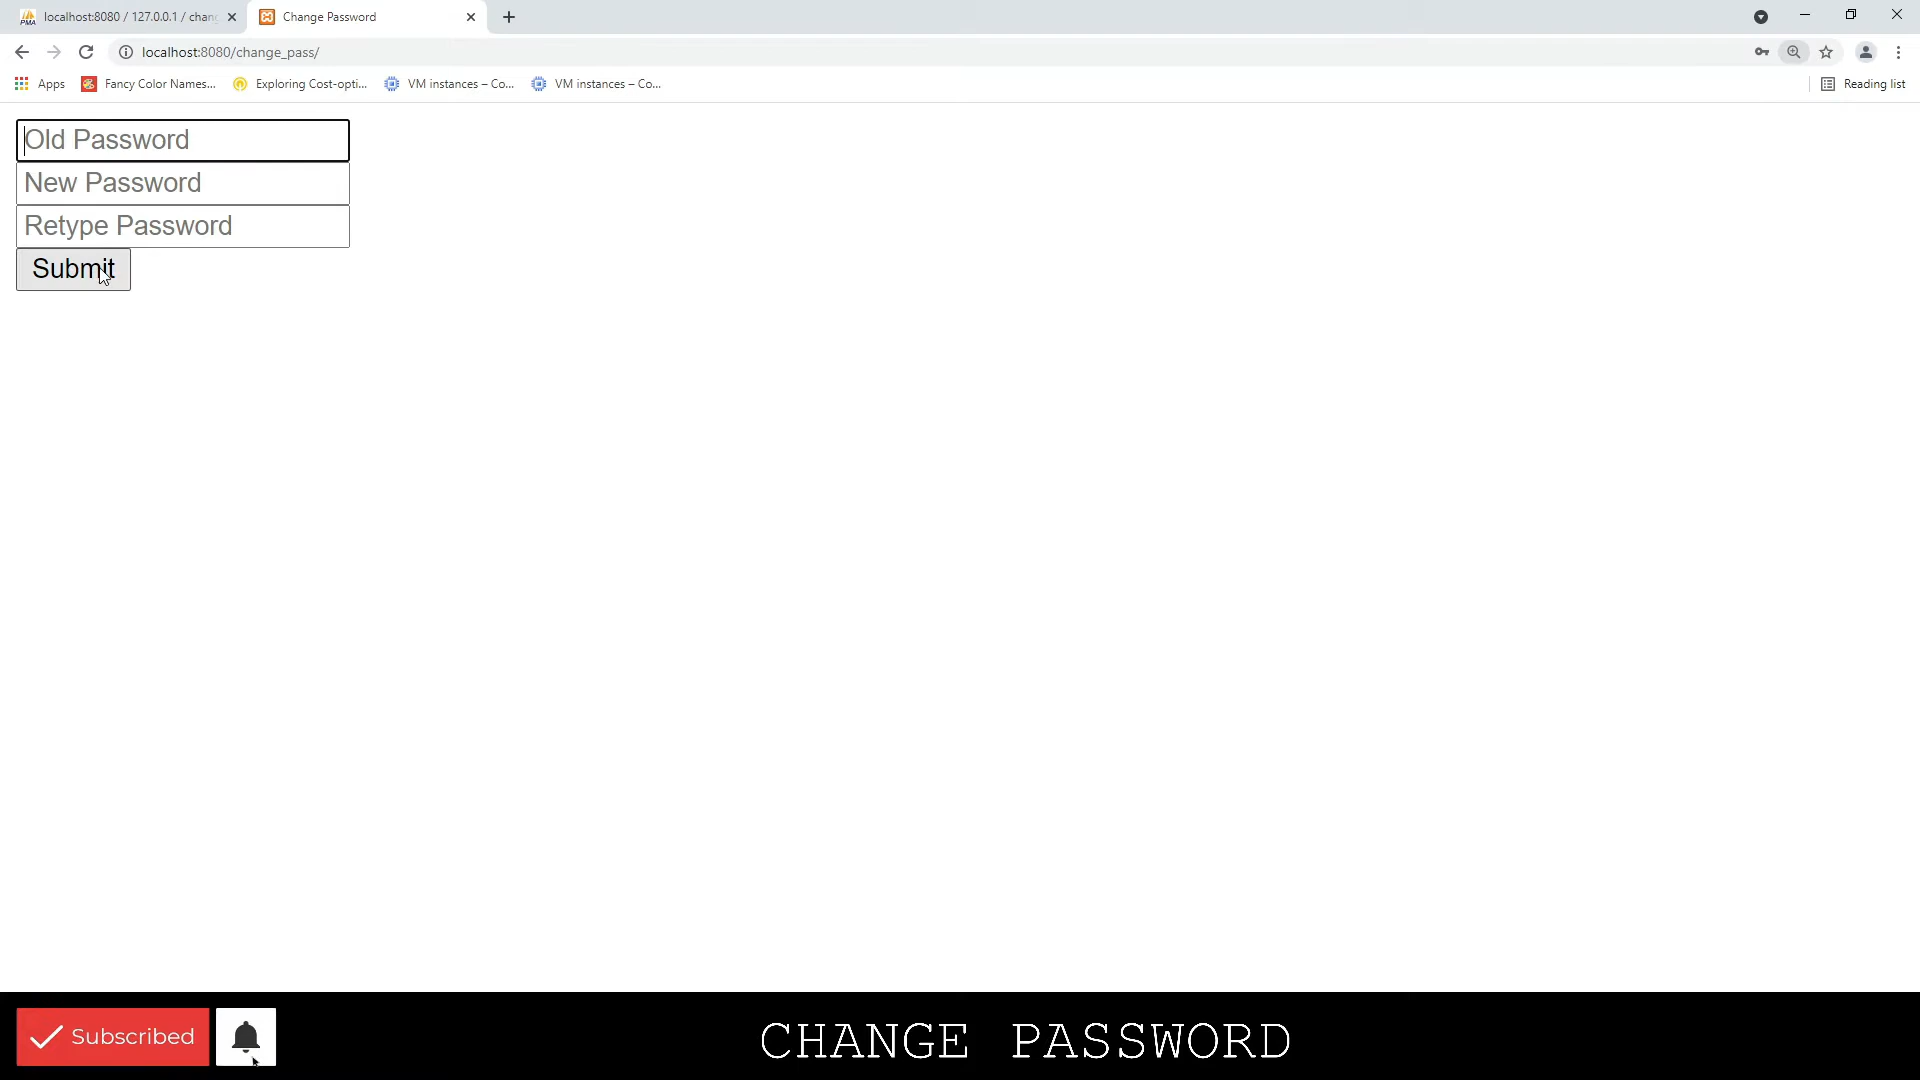 localhost:8080 / 127.0.0.1 / chan
Change Password
localhost:8080/change_pass/
Apps
Fancy Color Names...
Exploring Cost-opti...
VM instances – Co...
VM instances – Co...
Reading list
Old Password
New Password
Retype Password
Submit
Subscribed
CHANGE PASSWORD